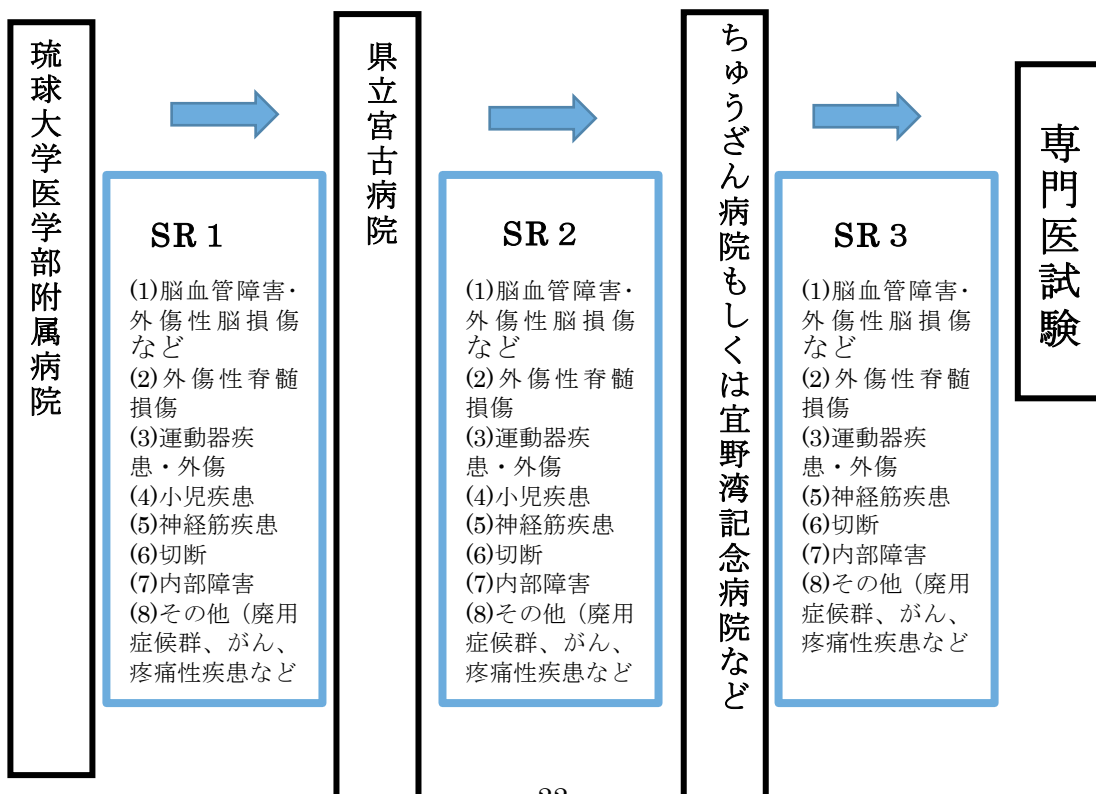 琉球大学医学部附属病院
SR 1
(1)脳血管障害・
外傷性脳損傷
など
(2)外傷性脊髄
損傷
(3)運動器疾
患・外傷
(4)小児疾患
(5)神経筋疾患
(6)切断
(7)内部障害
(8)その他（廃用
症候群、がん、
疼痛性疾患など
県立宮古病院
SR 2
(1)脳血管障害・
外傷性脳損傷
など
(2)外傷性脊髄
損傷
(3)運動器疾
患・外傷
(4)小児疾患
(5)神経筋疾患
(6)切断
(7)内部障害
(8)その他（廃用
症候群、がん、
疼痛性疾患など
ちゅうざん病院もしくは宜野湾記念病院など
SR 3
(1)脳血管障害・
外傷性脳損傷
など
(2)外傷性脊髄
損傷
(3)運動器疾
患・外傷
(5)神経筋疾患
(6)切断
(7)内部障害
(8)その他（廃用
症候群、がん、
疼痛性疾患など
専門医試験